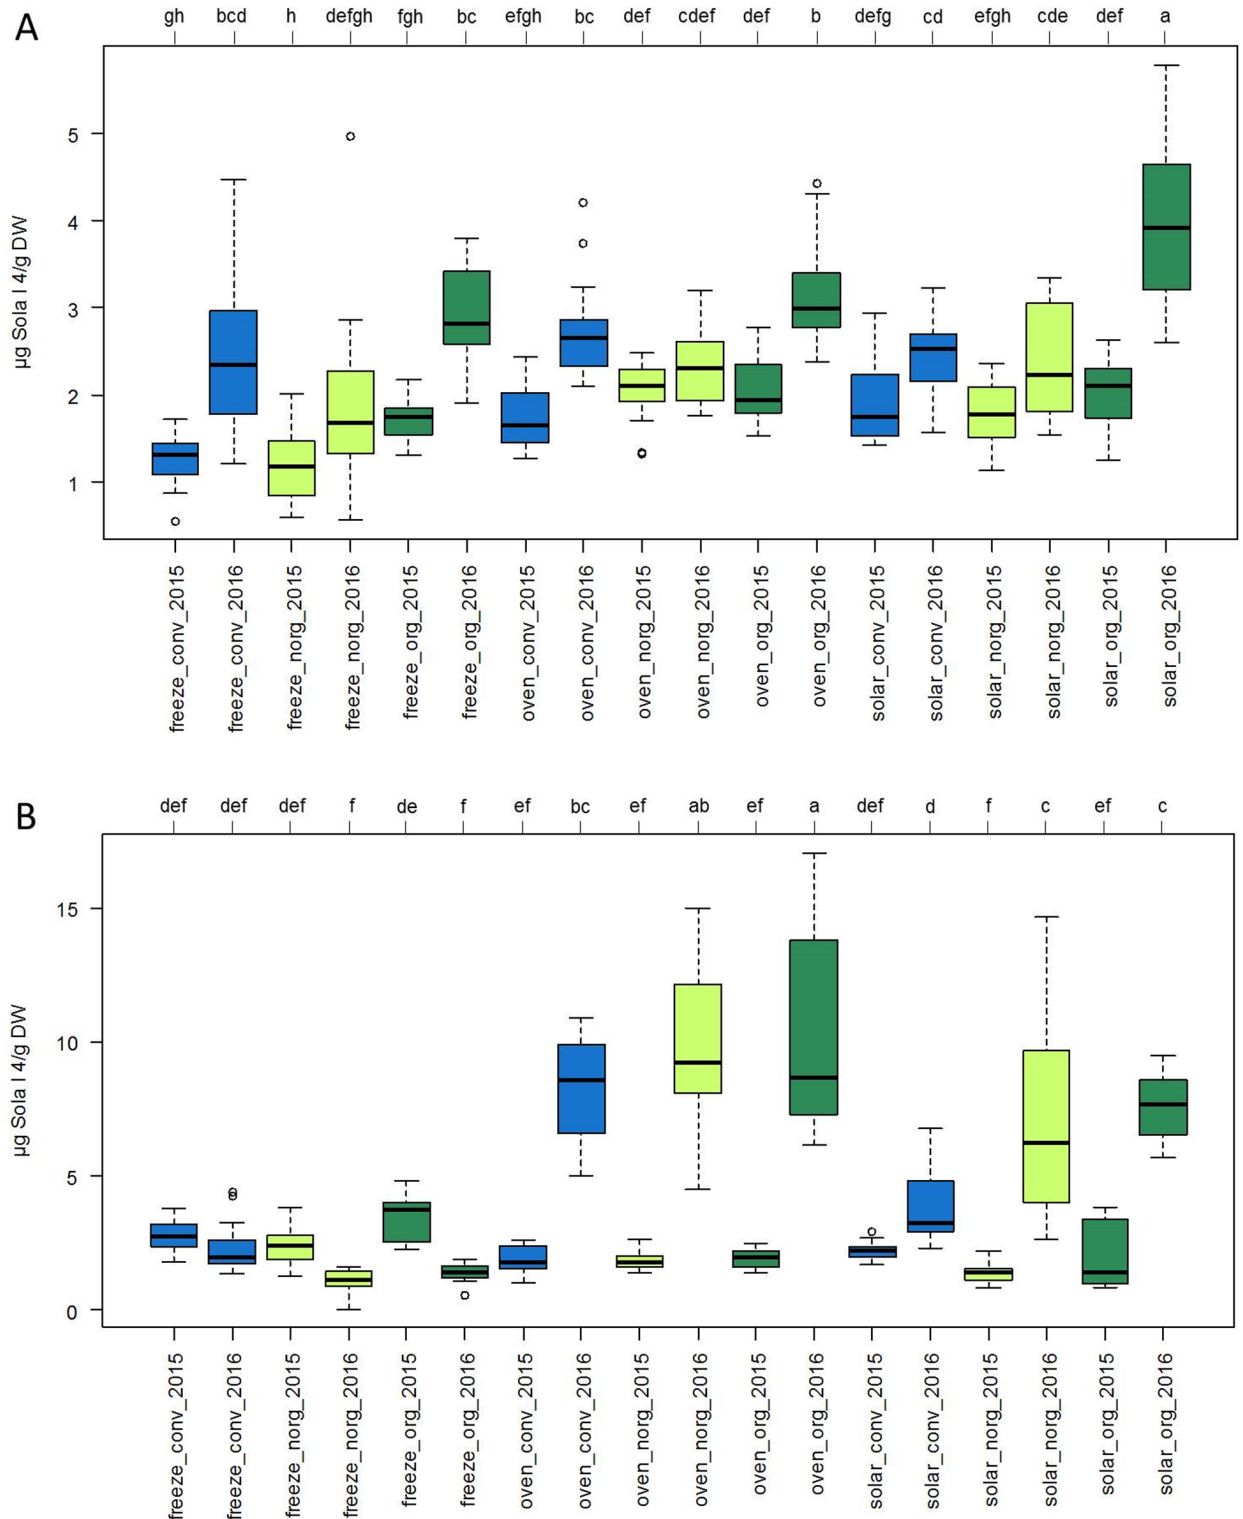 A
gh bcd h defgh fgh bc efgh bc def cdef def b defg cd efgh cde def a
5
4
3
2
1
µg Sola l 4/g DW
freeze_conv_2015
freeze_conv_2016
freeze_norg_2015
freeze_norg_2016
freeze_org_2015
freeze_org_2016
oven_conv_2015
oven_conv_2016
oven_norg_2015
oven_norg_2016
oven_org_2015
oven_org_2016
solar_conv_2015
solar_conv_2016
solar_norg_2015
solar_norg_2016
solar_org_2015
solar_org_2016
B
def def def f de f ef bc ef ab ef a def d f c ef c
15
10
5
0
µg Sola l 4/g DW
freeze_conv_2015
freeze_conv_2016
freeze_norg_2015
freeze_norg_2016
freeze_org_2015
freeze_org_2016
oven_conv_2015
oven_conv_2016
oven_norg_2015
oven_norg_2016
oven_org_2015
oven_org_2016
solar_conv_2015
solar_conv_2016
solar_norg_2015
solar_norg_2016
solar_org_2015
solar_org_2016